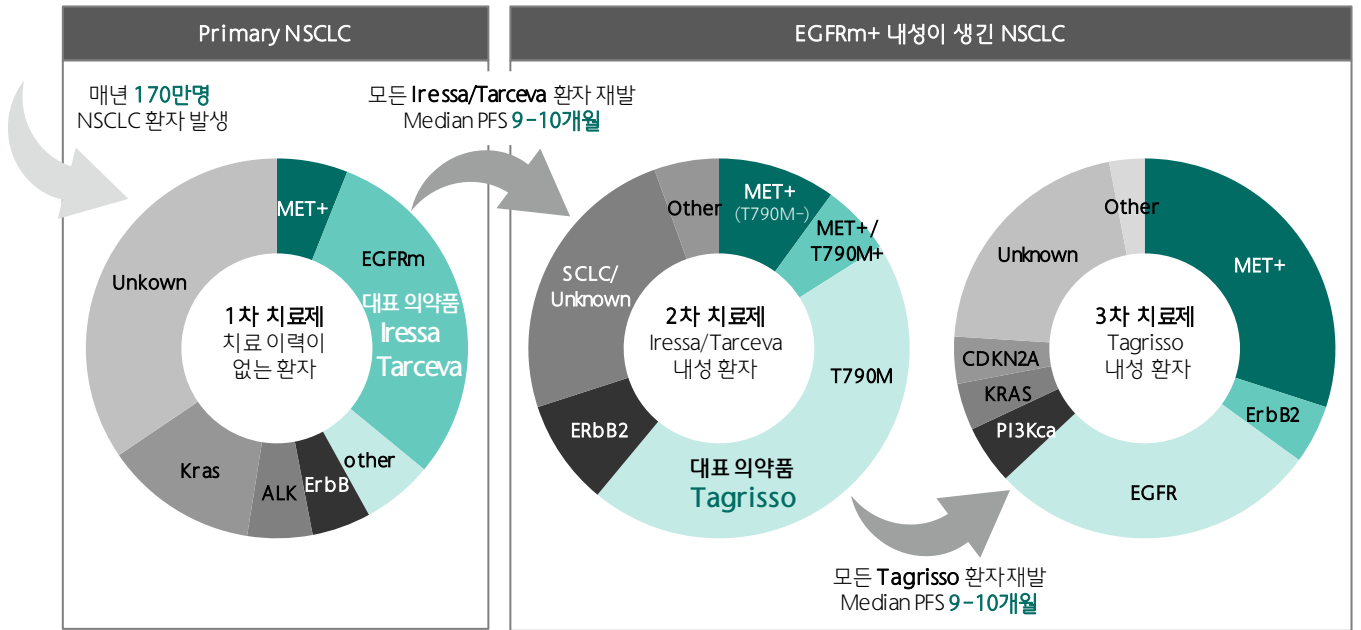 Primary NSCLC
EGFRm+ 내성이 생긴 NSCLC
매년 170만명
NSCLC 환자 발생
모든 Iressa/Tarceva 환자 재발
Median PFS 9-10개월
MET+
EGFRm
대표 의약품
Iressa
Tarceva
other
ErbB
ALK
Kras
Unkown
1차 치료제
치료 이력이
없는 환자
MET+
(T790M-)
MET+/
T790M+
T790M
대표 의약품
Tagrisso
ERbB2
SCLC/
Unknown
Other
2차 치료제
Iressa/Tarceva
내성 환자
모든 Tagrisso 환자재발
Median PFS 9-10개월
MET+
ErbB2
EGFR
PI3Kca
KRAS
CDKN2A
Unknown
Other
3차 치료제
Tagrisso
내성 환자